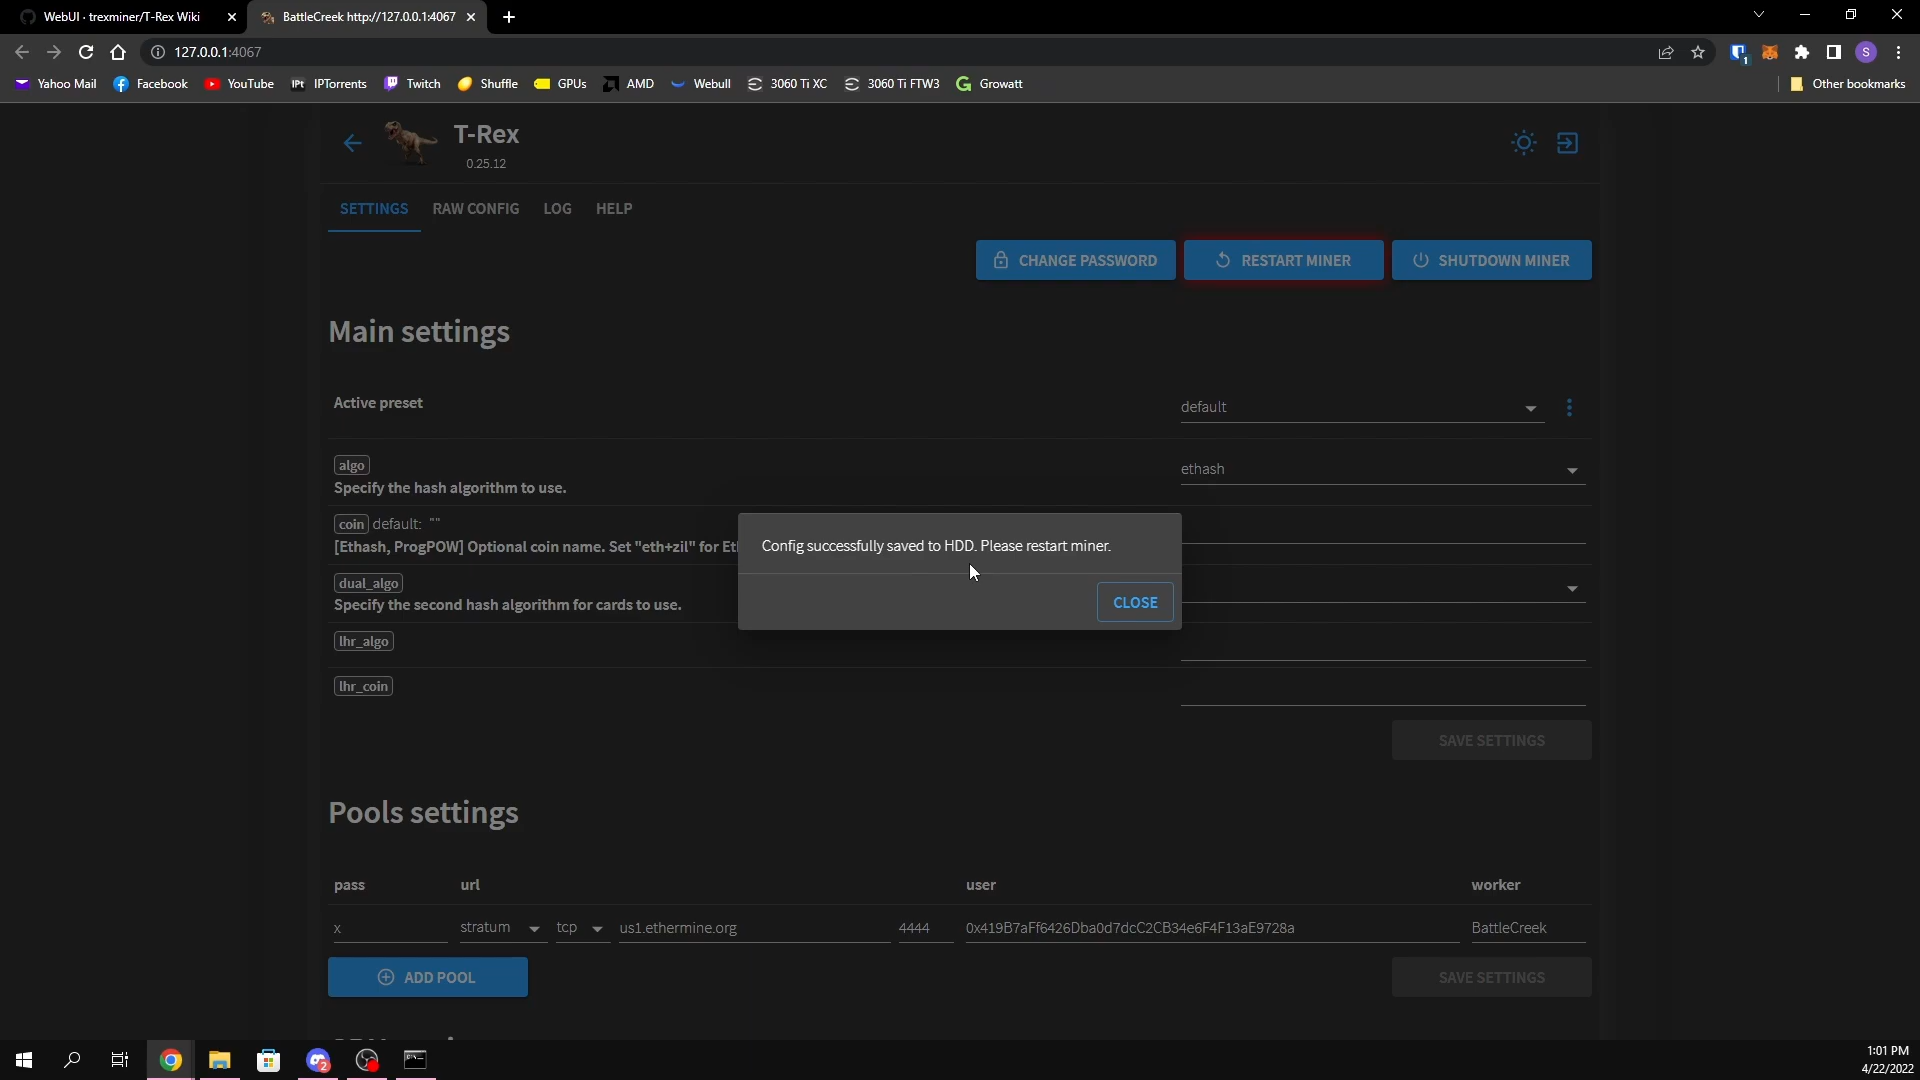 WebUI · trexminer/T-Rex Wiki
BattleCreek http://127.0.0.1:4067
127.0.0.1:4067
1
S
Yahoo Mail
Facebook
YouTube
IPT
IPTorrents
Twitch
Shuffle
GPUs
AMD
Webull
3060 Ti XC
3060 Ti FTW3
Growatt
Other bookmarks
T-Rex
0.25.12
SETTINGS
RAW CONFIG
LOG
HELP
CHANGE PASSWORD
RESTART MINER
SHUTDOWN MINER
Main settings
Active preset
default
algo
ethash
Specify the hash algorithm to use.
coin default: ""
[Ethash, ProgPOW] Optional coin name. Set "eth+zil" for Et
Config successfully saved to HDD. Please restart miner.
CLOSE
dual_algo
Specify the second hash algorithm for cards to use.
lhr_algo
lhr_coin
SAVE SETTINGS
Pools settings
pass
url
user
worker
x
stratum
tcp
us1.ethermine.org
4444
0x419B7aFf6426Dba0d7dcC2CB34e6F4F13aE9728a
BattleCreek
ADD POOL
SAVE SETTINGS
2
1:01 PM
4/22/2022